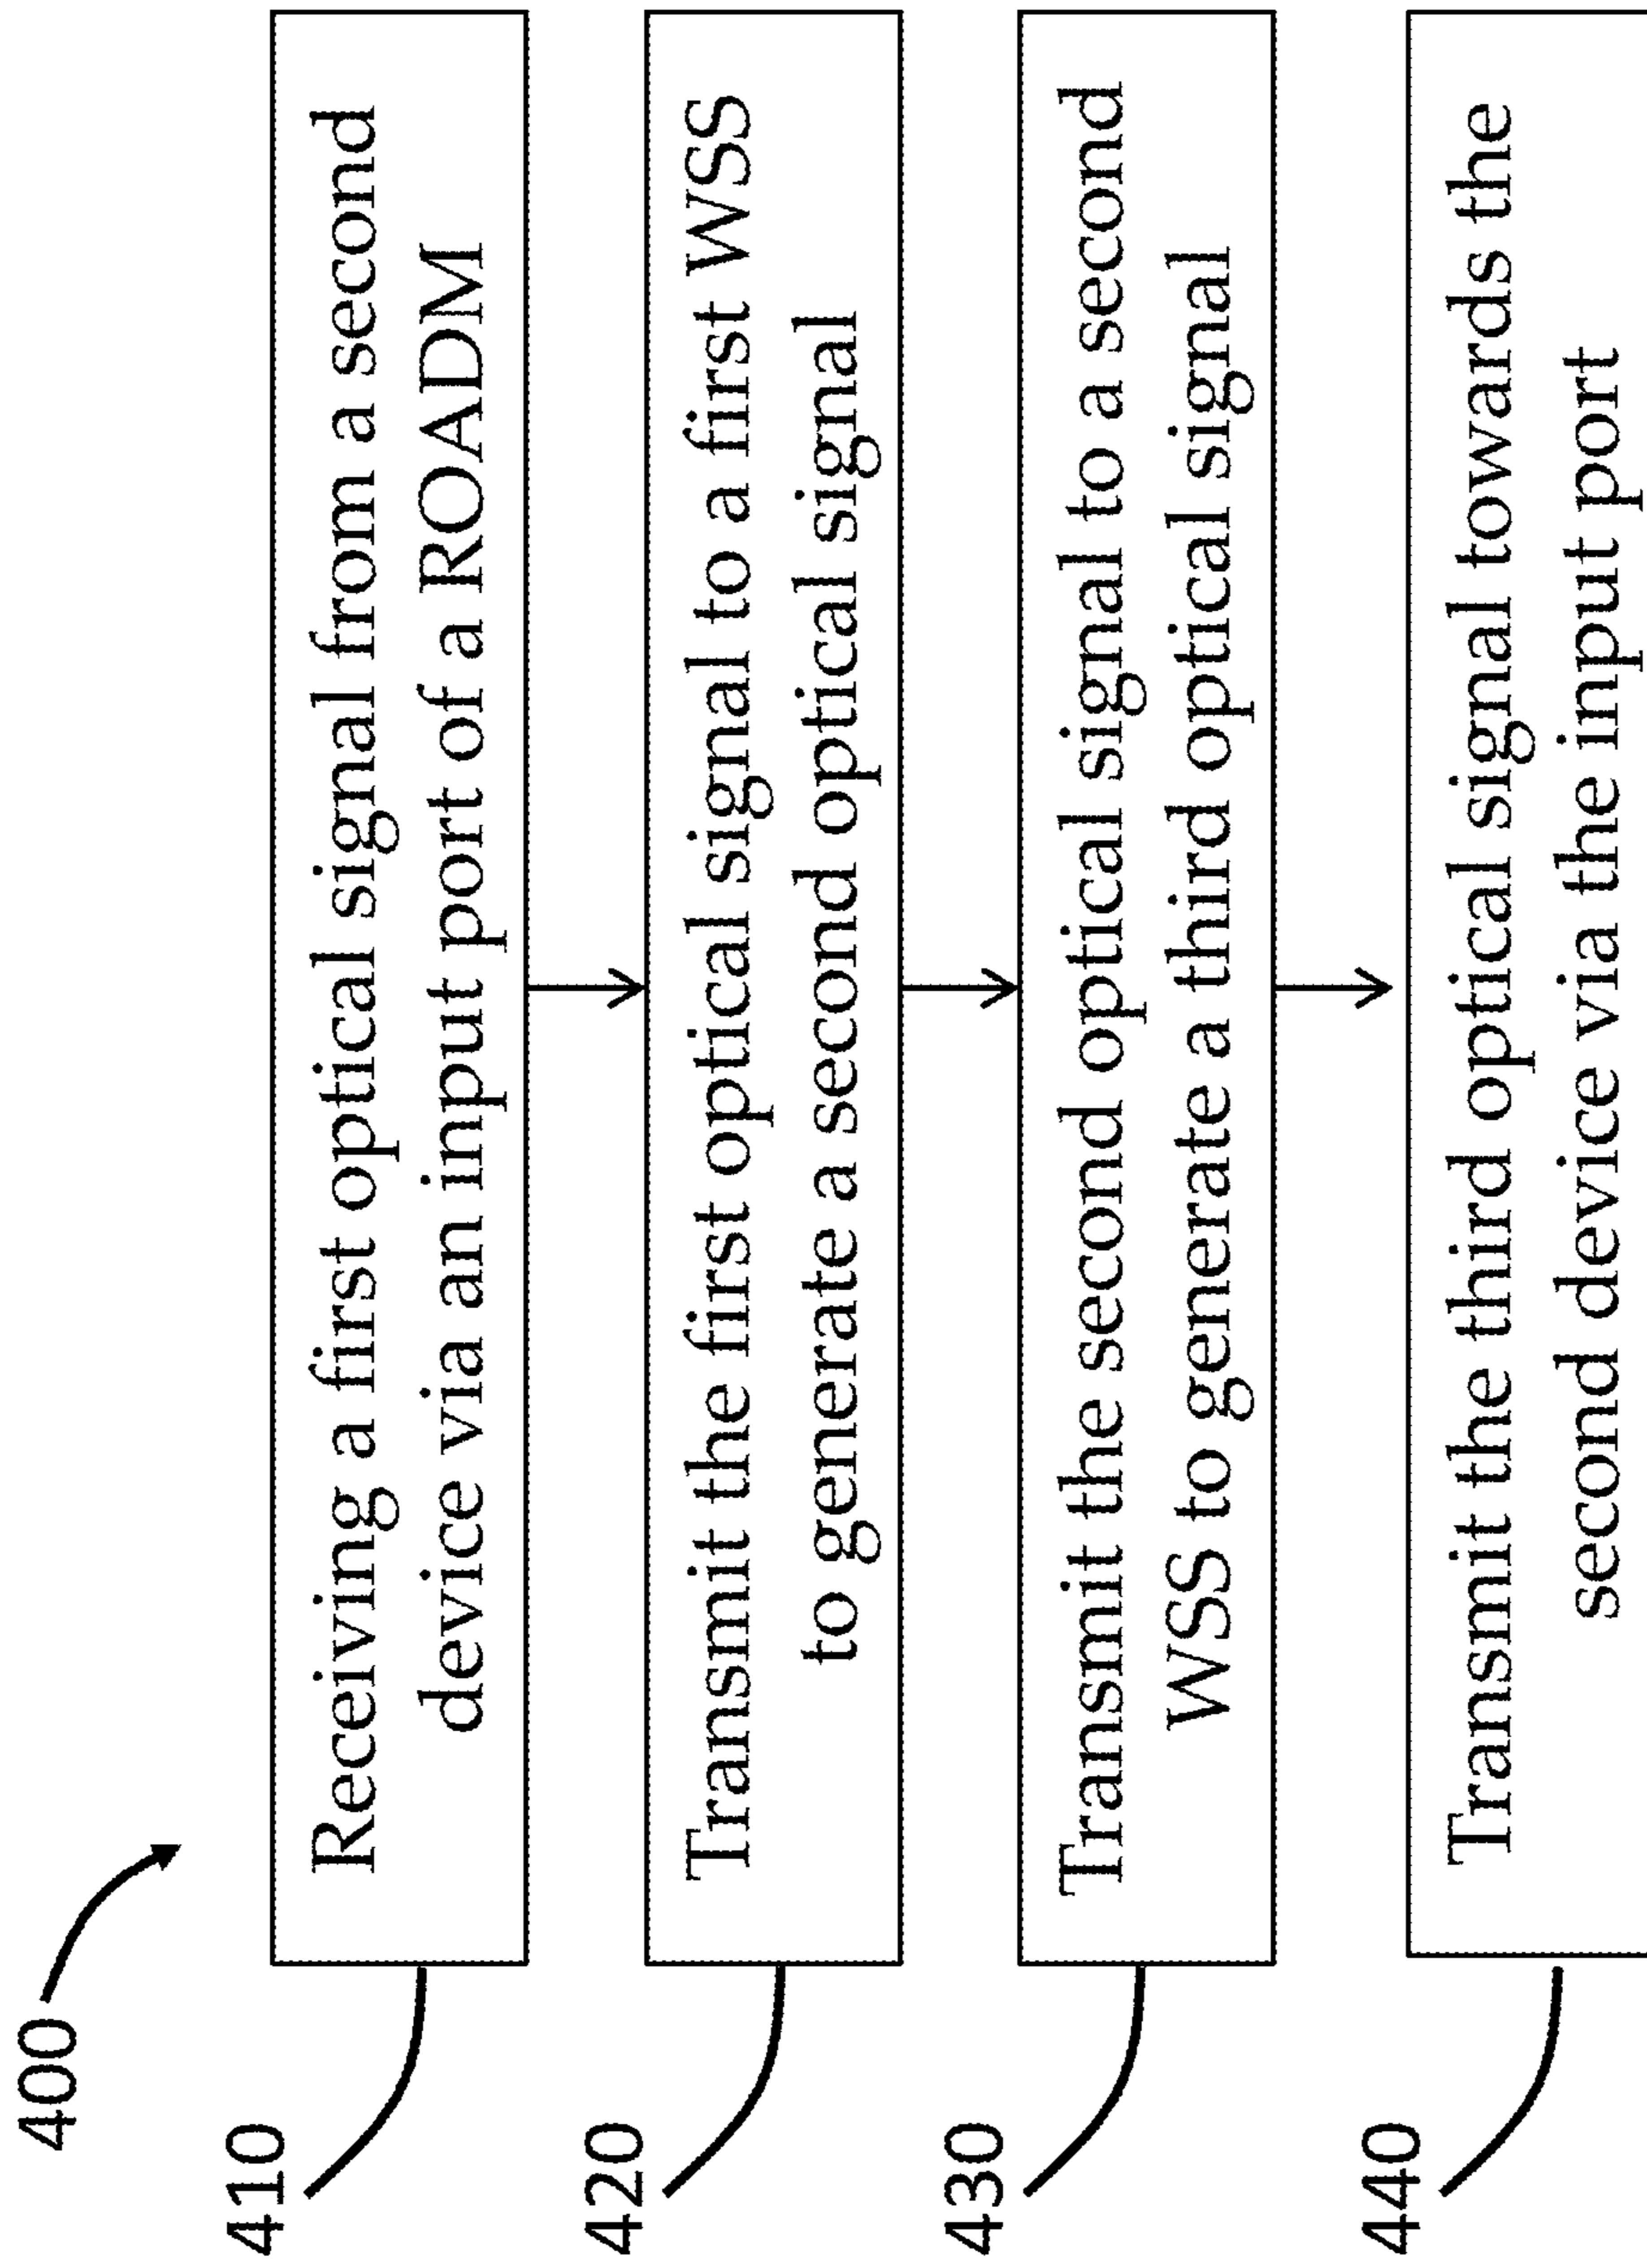 400
410
Receiving a first optical signal from a second
device via an input port of a ROADM
420
Transmit the first optical signal to a first WSS
to generate a second optical signal
430
Transmit the second optical signal to a second
WSS to generate a third optical signal
440
Transmit the third optical signal towards the
second device via the input port